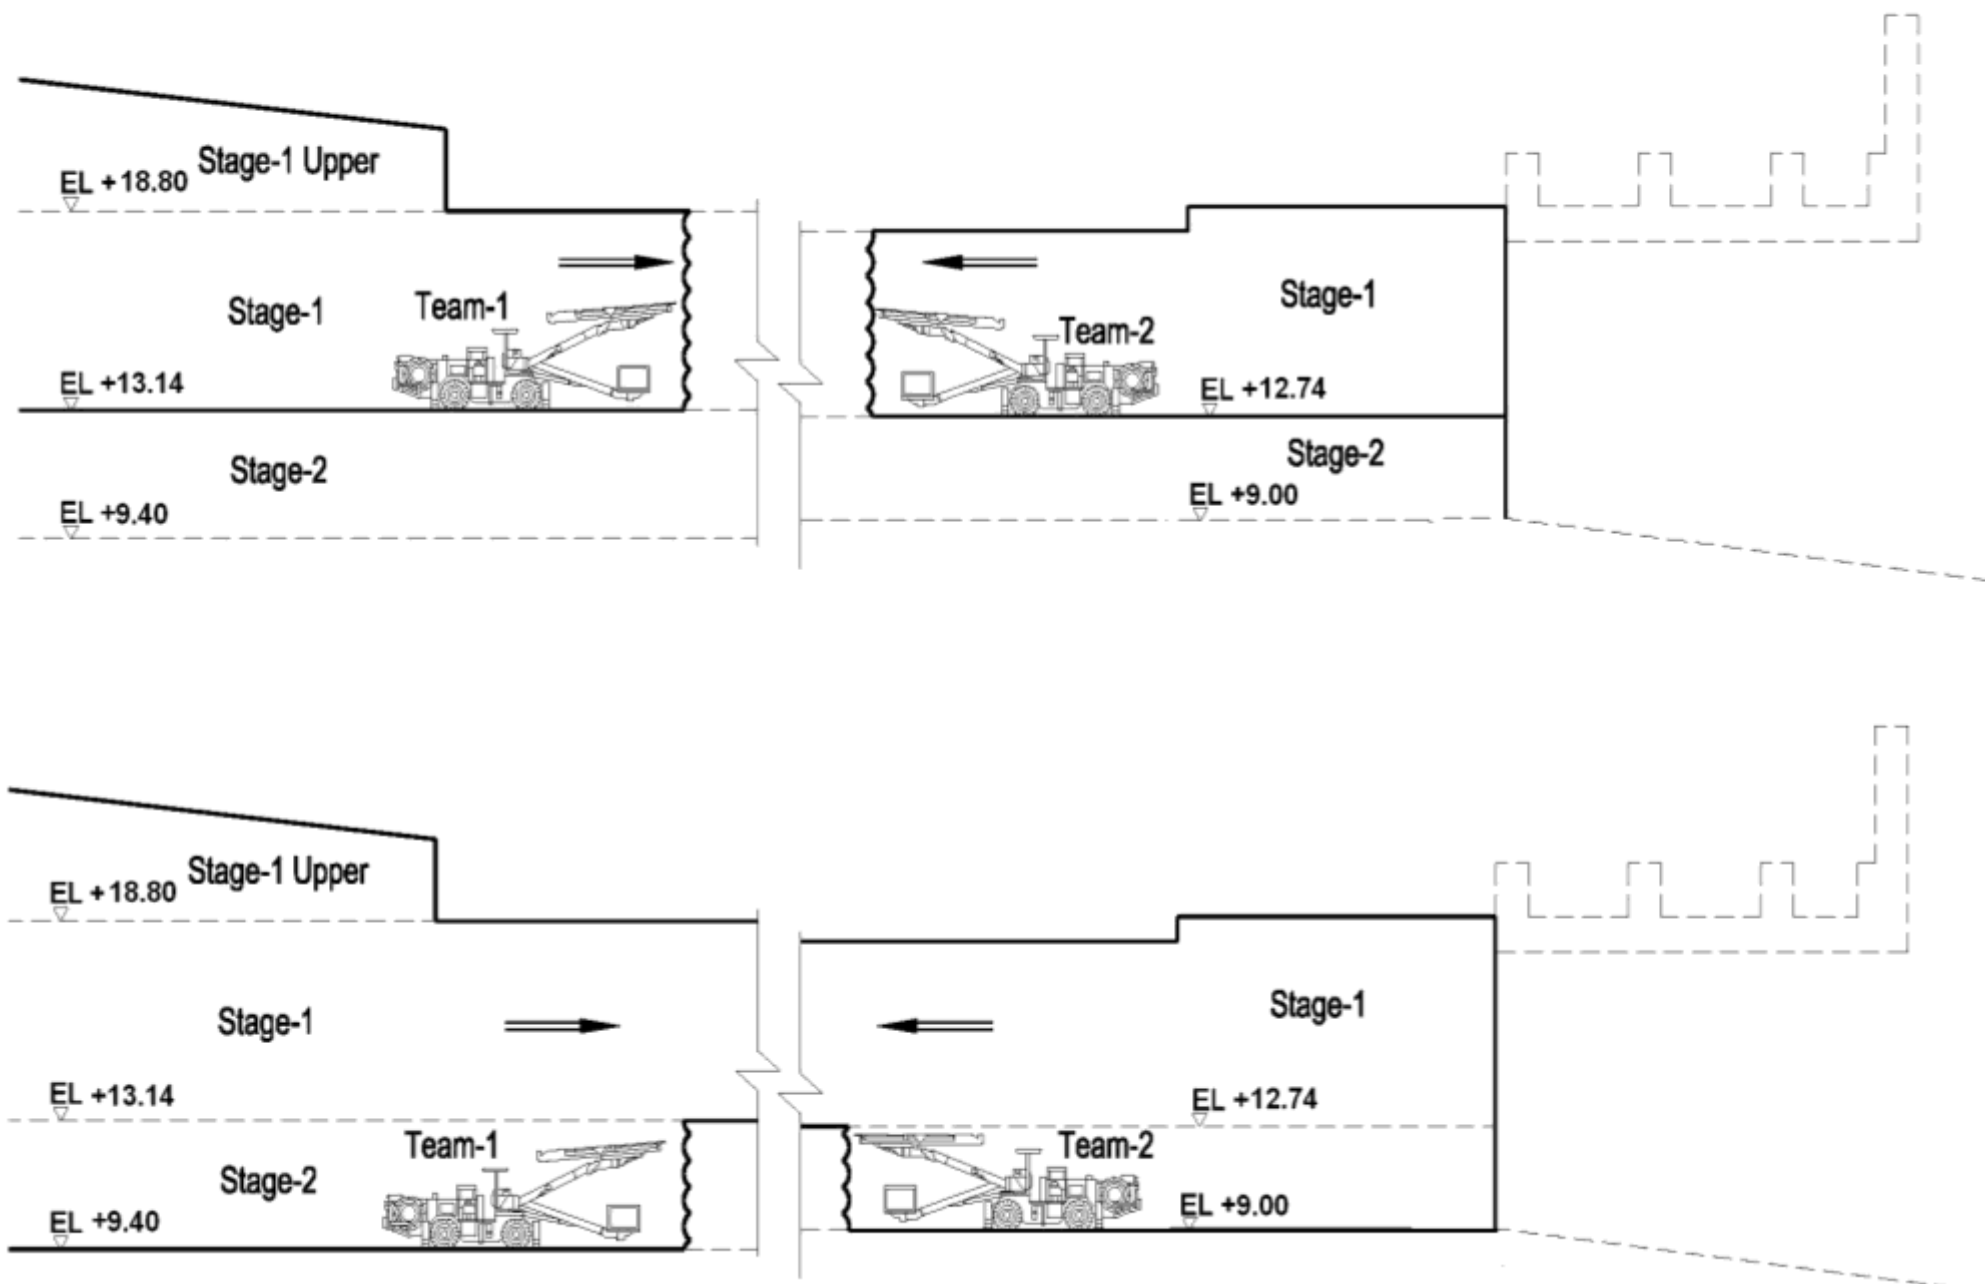 Stage-1 Upper
EL +18.80
Stage-1
Team-1
Stage-1
Team-2
EL +13.14
EL +12.74
Stage-2
Stage-2
EL +9.40
EL +9.00
Stage-1 Upper
EL +18.80
Stage-1
Stage-1
EL +13.14
EL +12.74
Team-1
Team-2
Stage-2
EL +9.40
EL +9.00